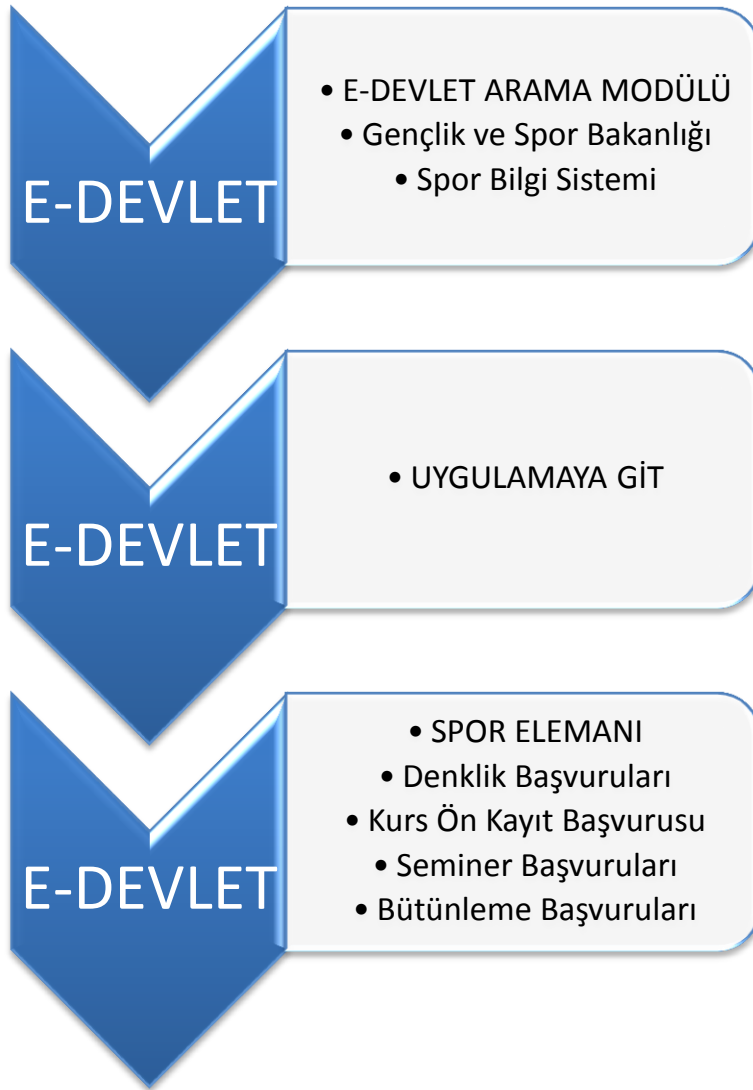 E-DEVLET
• E-DEVLET ARAMA MODÜLÜ
• Gençlik ve Spor Bakanlığı
• Spor Bilgi Sistemi
E-DEVLET
• UYGULAMAYA GİT
E-DEVLET
• SPOR ELEMANI
• Denklik Başvuruları
• Kurs Ön Kayıt Başvurusu
• Seminer Başvuruları
• Bütünleme Başvuruları